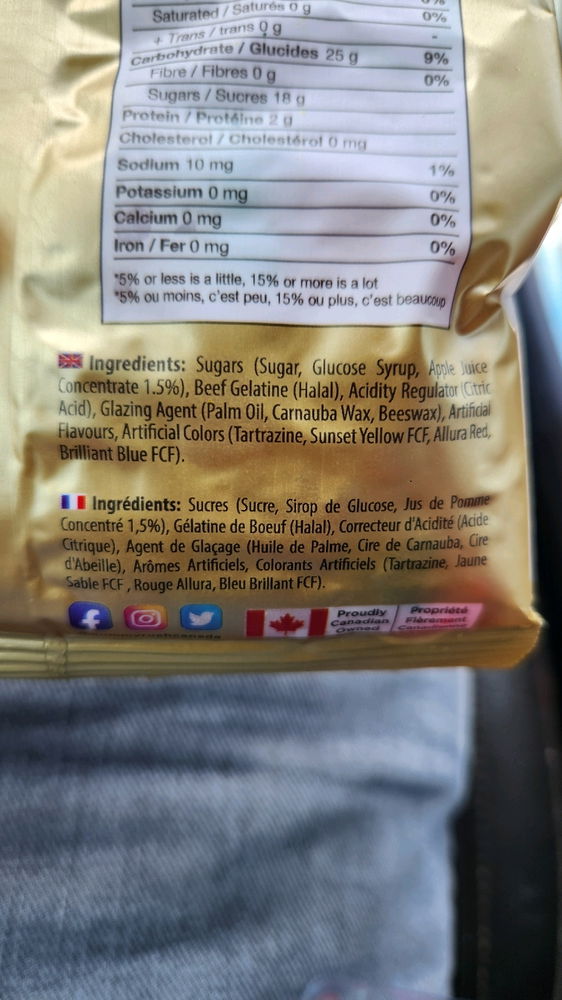 Saturated / Saturés 0 g 0%
+ Trans / trans 0 g -
Carbohydrate / Glucides 25 g 9%
Fibre / Fibres 0 g 0%
Sugars / Sucres 18 g
Protein / Protéine 2 g
Cholesterol / Cholestérol 0 mg
Sodium 10 mg 1%
Potassium 0 mg 0%
Calcium 0 mg 0%
Iron / Fer 0 mg 0%
*5% or less is a little, 15% or more is a lot
*5% ou moins, c'est peu, 15% ou plus, c'est beaucoup
Ingredients: Sugars (Sugar, Glucose Syrup, Apple Juice
Concentrate 1.5%), Beef Gelatine (Halal), Acidity Regulator (Citric
Acid), Glazing Agent (Palm Oil, Carnauba Wax, Beeswax), Artificial
Flavours, Artificial Colors (Tartrazine, Sunset Yellow FCF, Allura Red,
Brilliant Blue FCF).
Ingrédients: Sucres (Sucre, Sirop de Glucose, Jus de Pomme
Concentré 1,5%), Gélatine de Boeuf (Halal), Correcteur d'Acidité (Acide
Citrique), Agent de Glaçage (Huile de Palme, Cire de Carnauba, Cire
d'Abeille), Arômes Artificiels, Colorants Artificiels (Tartrazine, Jaune
Sable FCF , Rouge Allura, Bleu Brillant FCF).
Proudly Propriété
Canadian Fièrement
Owned Canadienne